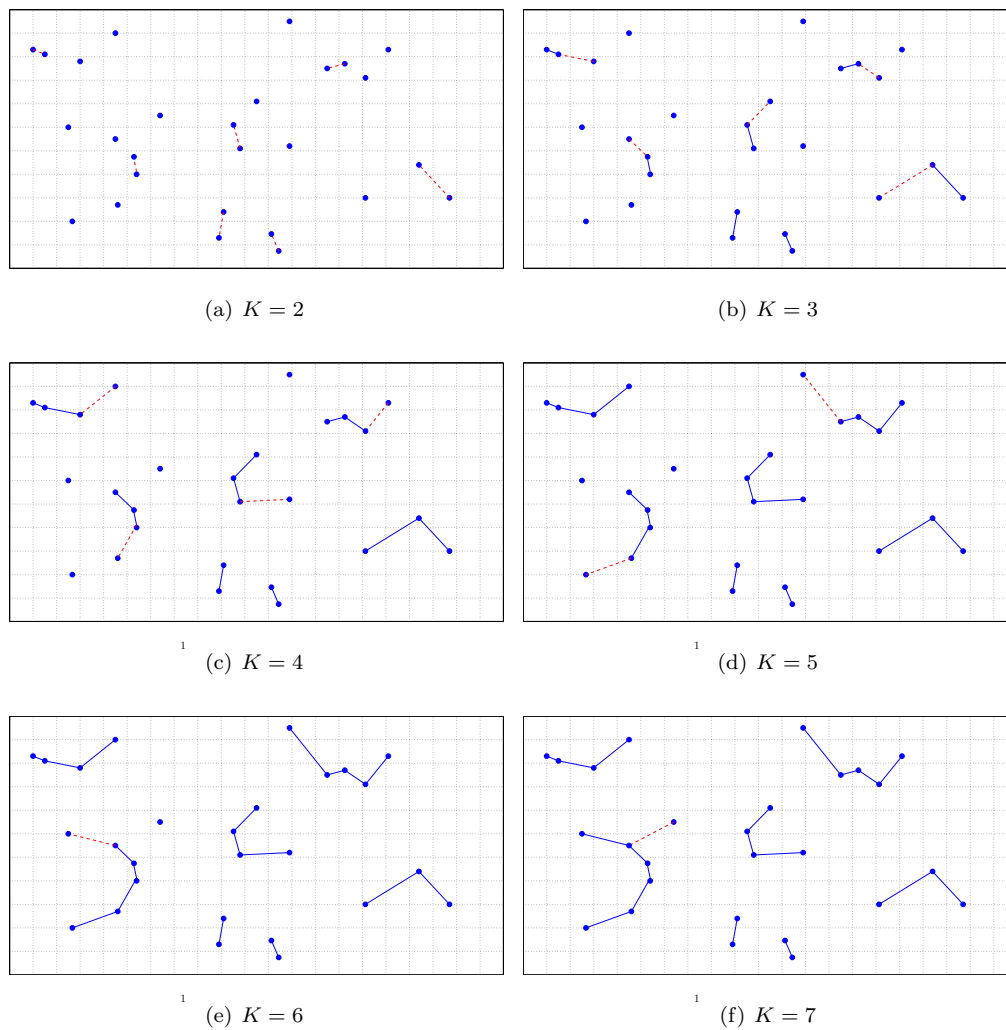 (a) K = 2
(b) K = 3
1
(c) K = 4
1
(d) K = 5
1
(e) K = 6
1
(f) K = 7